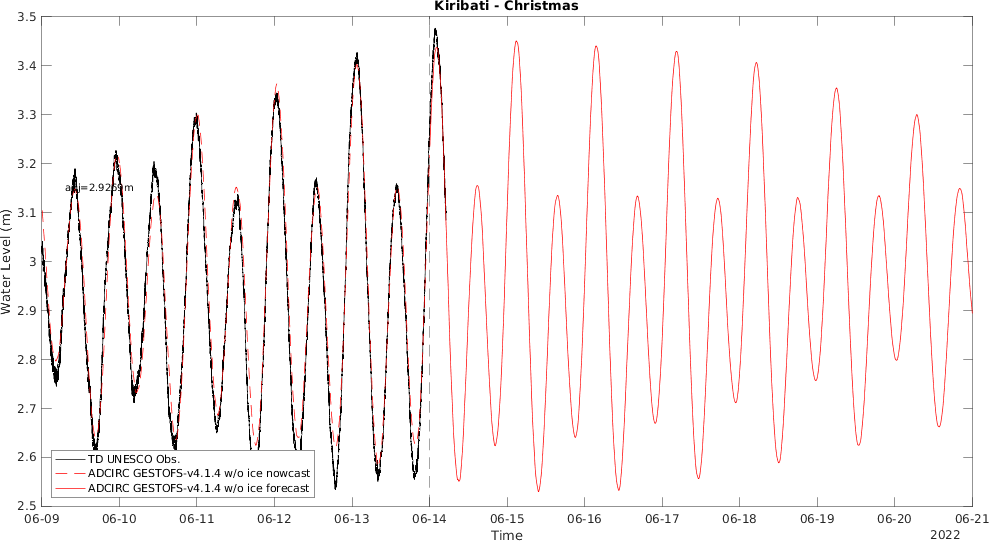 Kiribati - Christmas
3.5
3.4
3.3
3.2
3.1
3
2.9
2.8
2.7
2.6
2.5
Water Level (m)
adj=2.9269m
TD UNESCO Obs.
ADCIRC GESTOFS-v4.1.4 w/o ice nowcast
ADCIRC GESTOFS-v4.1.4 w/o ice forecast
06-09 06-10 06-11 06-12 06-13 06-14 06-15 06-16 06-17 06-18 06-19 06-20 06-21
Time
2022